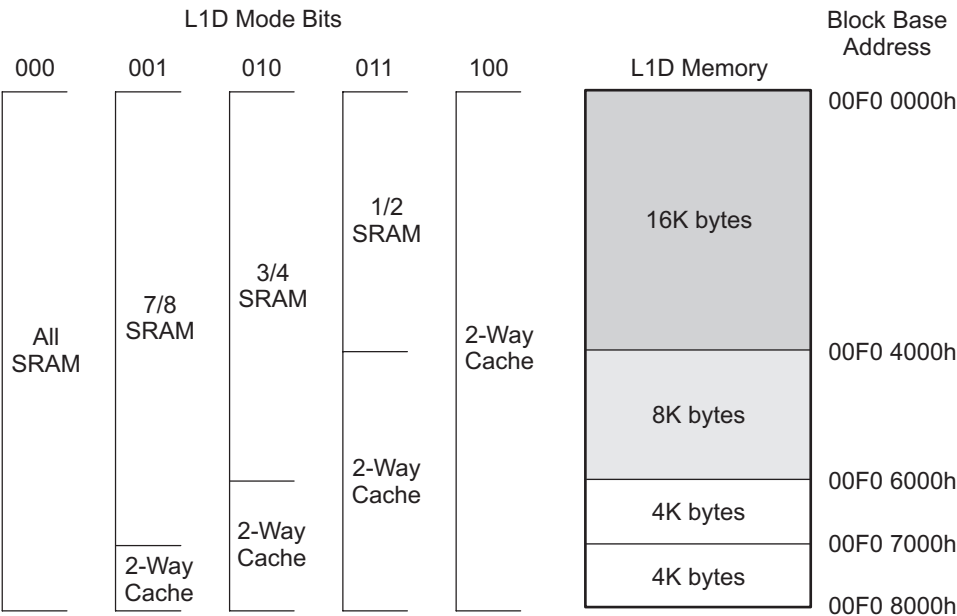 L1D Mode Bits
Block Base
Address
000 001 010 011 100 L1D Memory
00F0 0000h
All
SRAM
7/8
SRAM
2-Way
Cache
3/4
SRAM
2-Way
Cache
1/2
SRAM
2-Way
Cache
2-Way
Cache
16K bytes
00F0 4000h
8K bytes
00F0 6000h
4K bytes
00F0 7000h
4K bytes
00F0 8000h